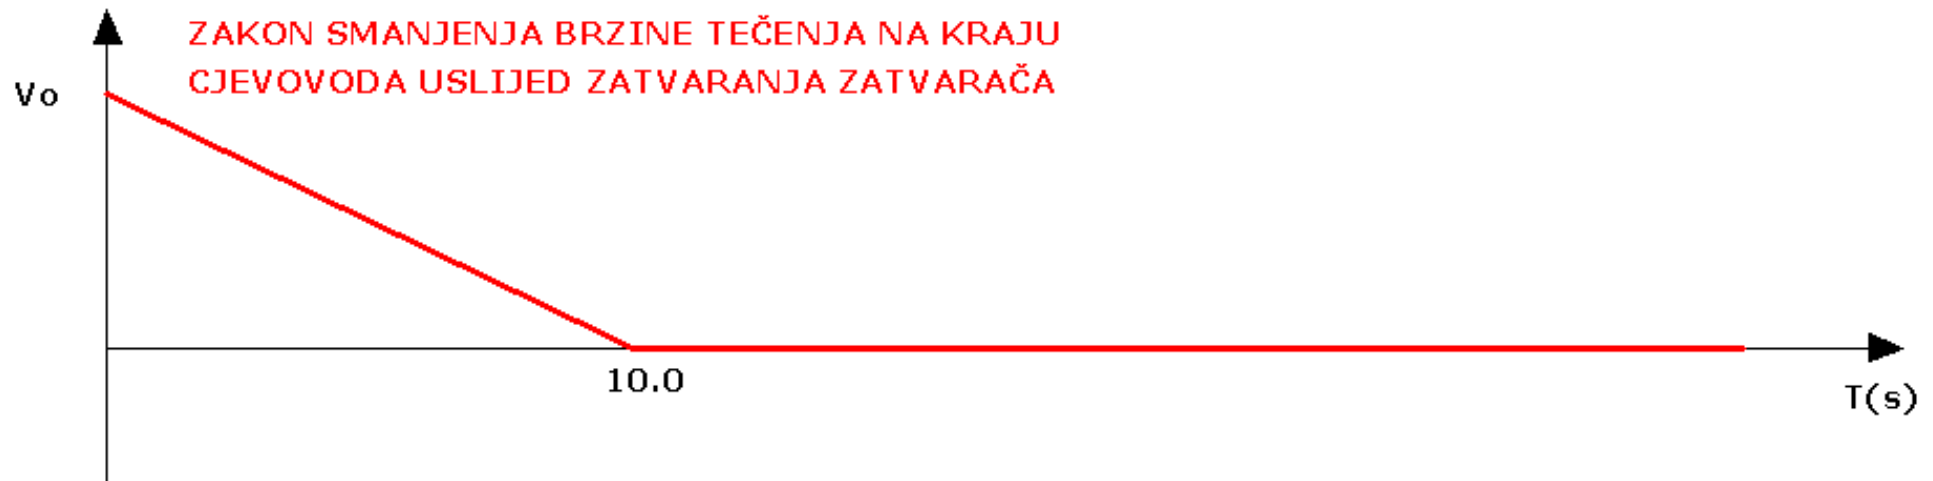 ZAKON SMANJENJA BRZINE TEČENJA NA KRAJU
CJEVOVODA USLIJED ZATVARANJA ZATVARAČA
Vo
10.0
T(s)